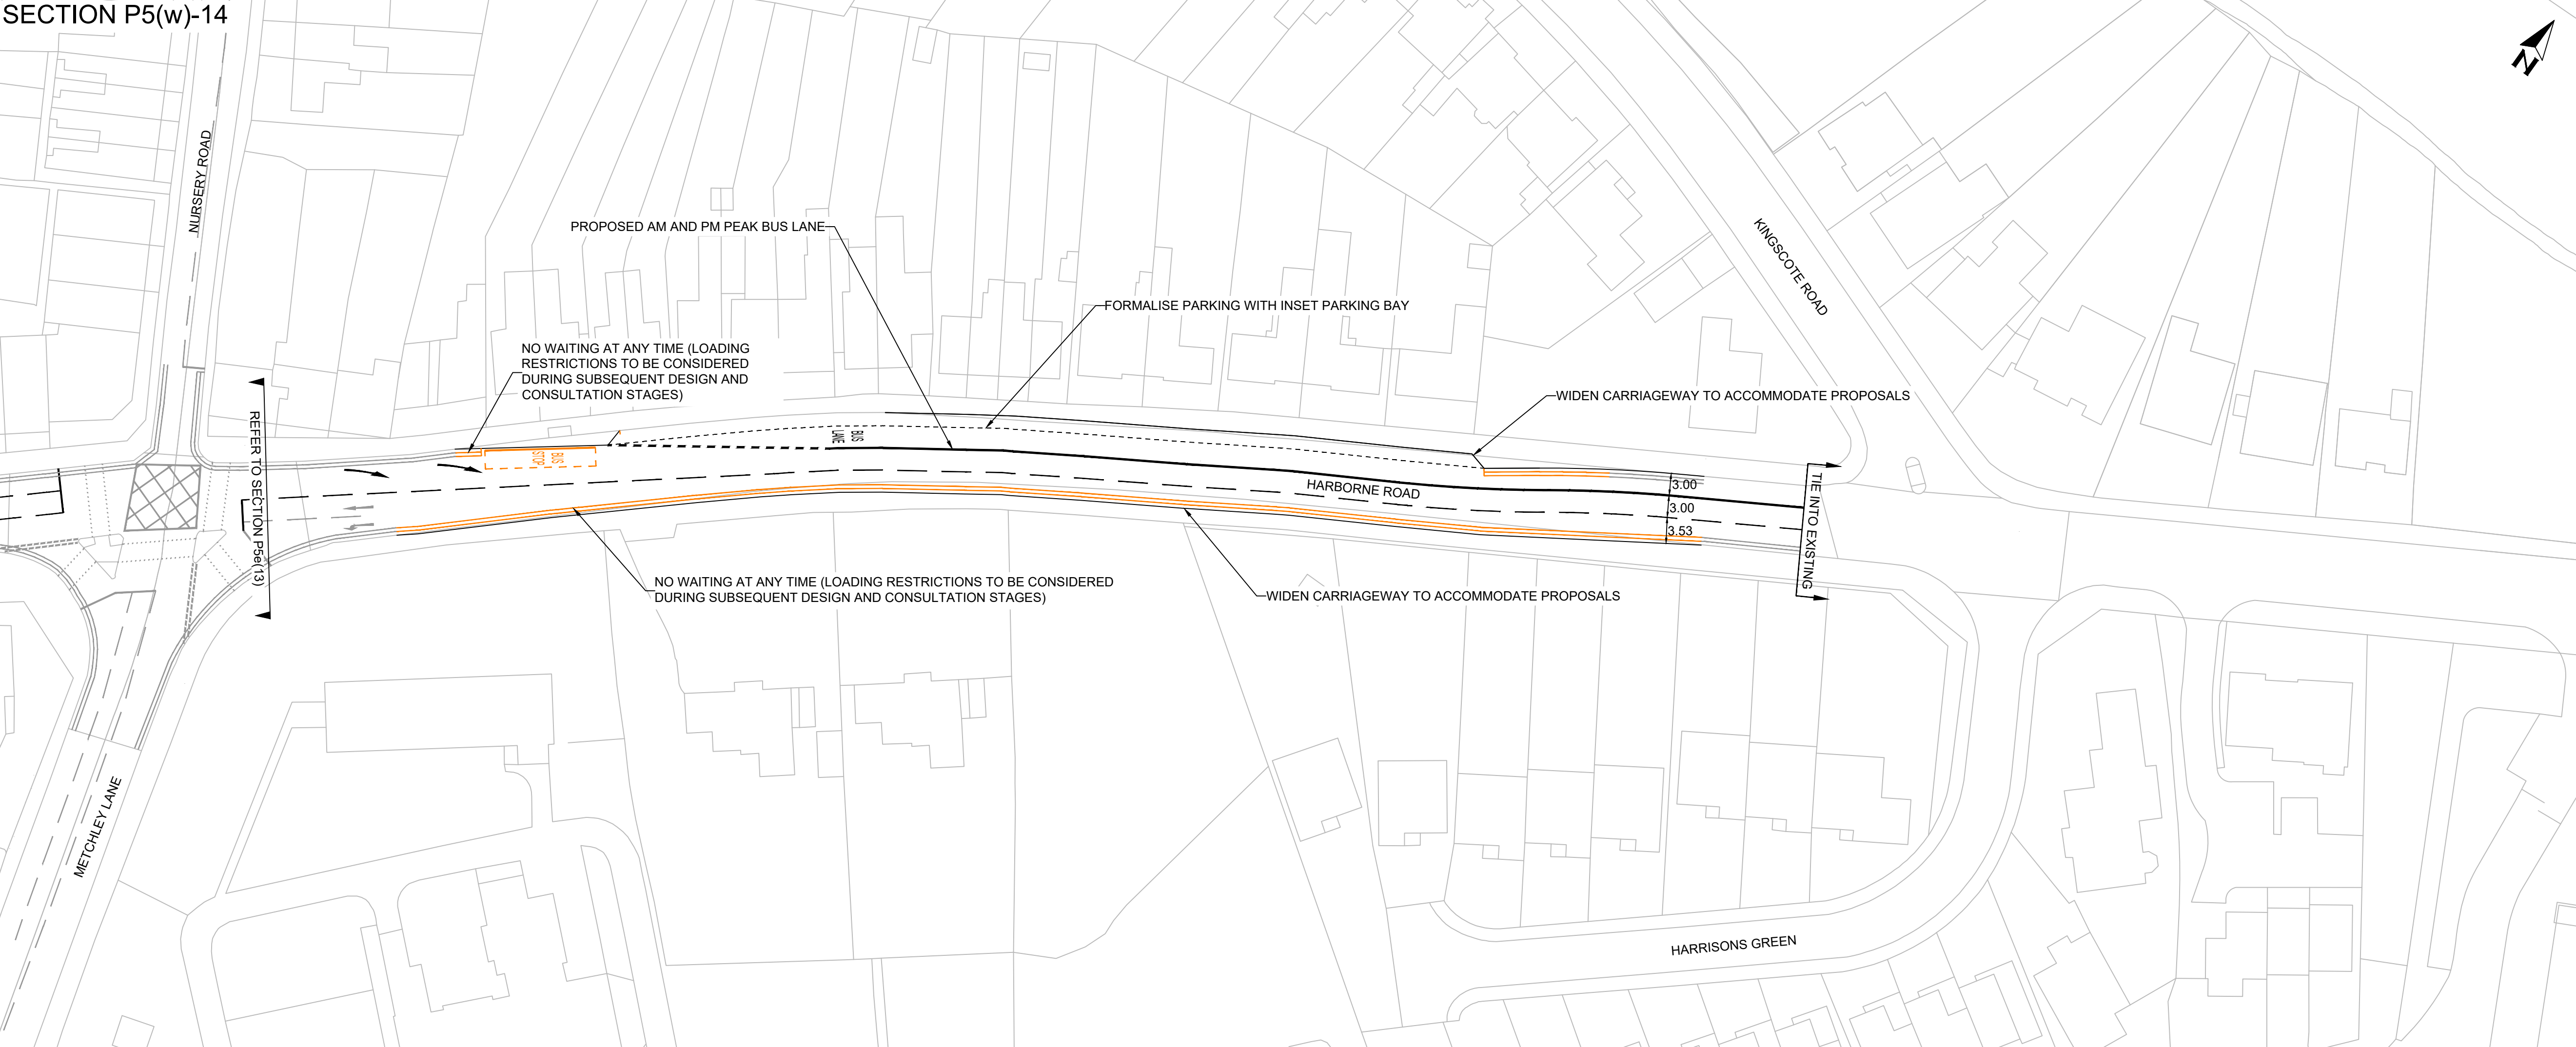 SECTION P5(w)-14
N
NURSERY ROAD
PROPOSED AM AND PM PEAK BUS LANE
KINGSCOTE ROAD
FORMALISE PARKING WITH INSET PARKING BAY
NO WAITING AT ANY TIME (LOADING
RESTRICTIONS TO BE CONSIDERED
DURING SUBSEQUENT DESIGN AND
CONSULTATION STAGES)
WIDEN CARRIAGEWAY TO ACCOMMODATE PROPOSALS
REFER TO SECTION P5e(13)
BUS
STOP
BUS
LANE
HARBORNE ROAD
3.00
3.00
3.53
TIE INTO EXISTING
NO WAITING AT ANY TIME (LOADING RESTRICTIONS TO BE CONSIDERED
DURING SUBSEQUENT DESIGN AND CONSULTATION STAGES)
WIDEN CARRIAGEWAY TO ACCOMMODATE PROPOSALS
METCHLEY LANE
HARRISONS GREEN